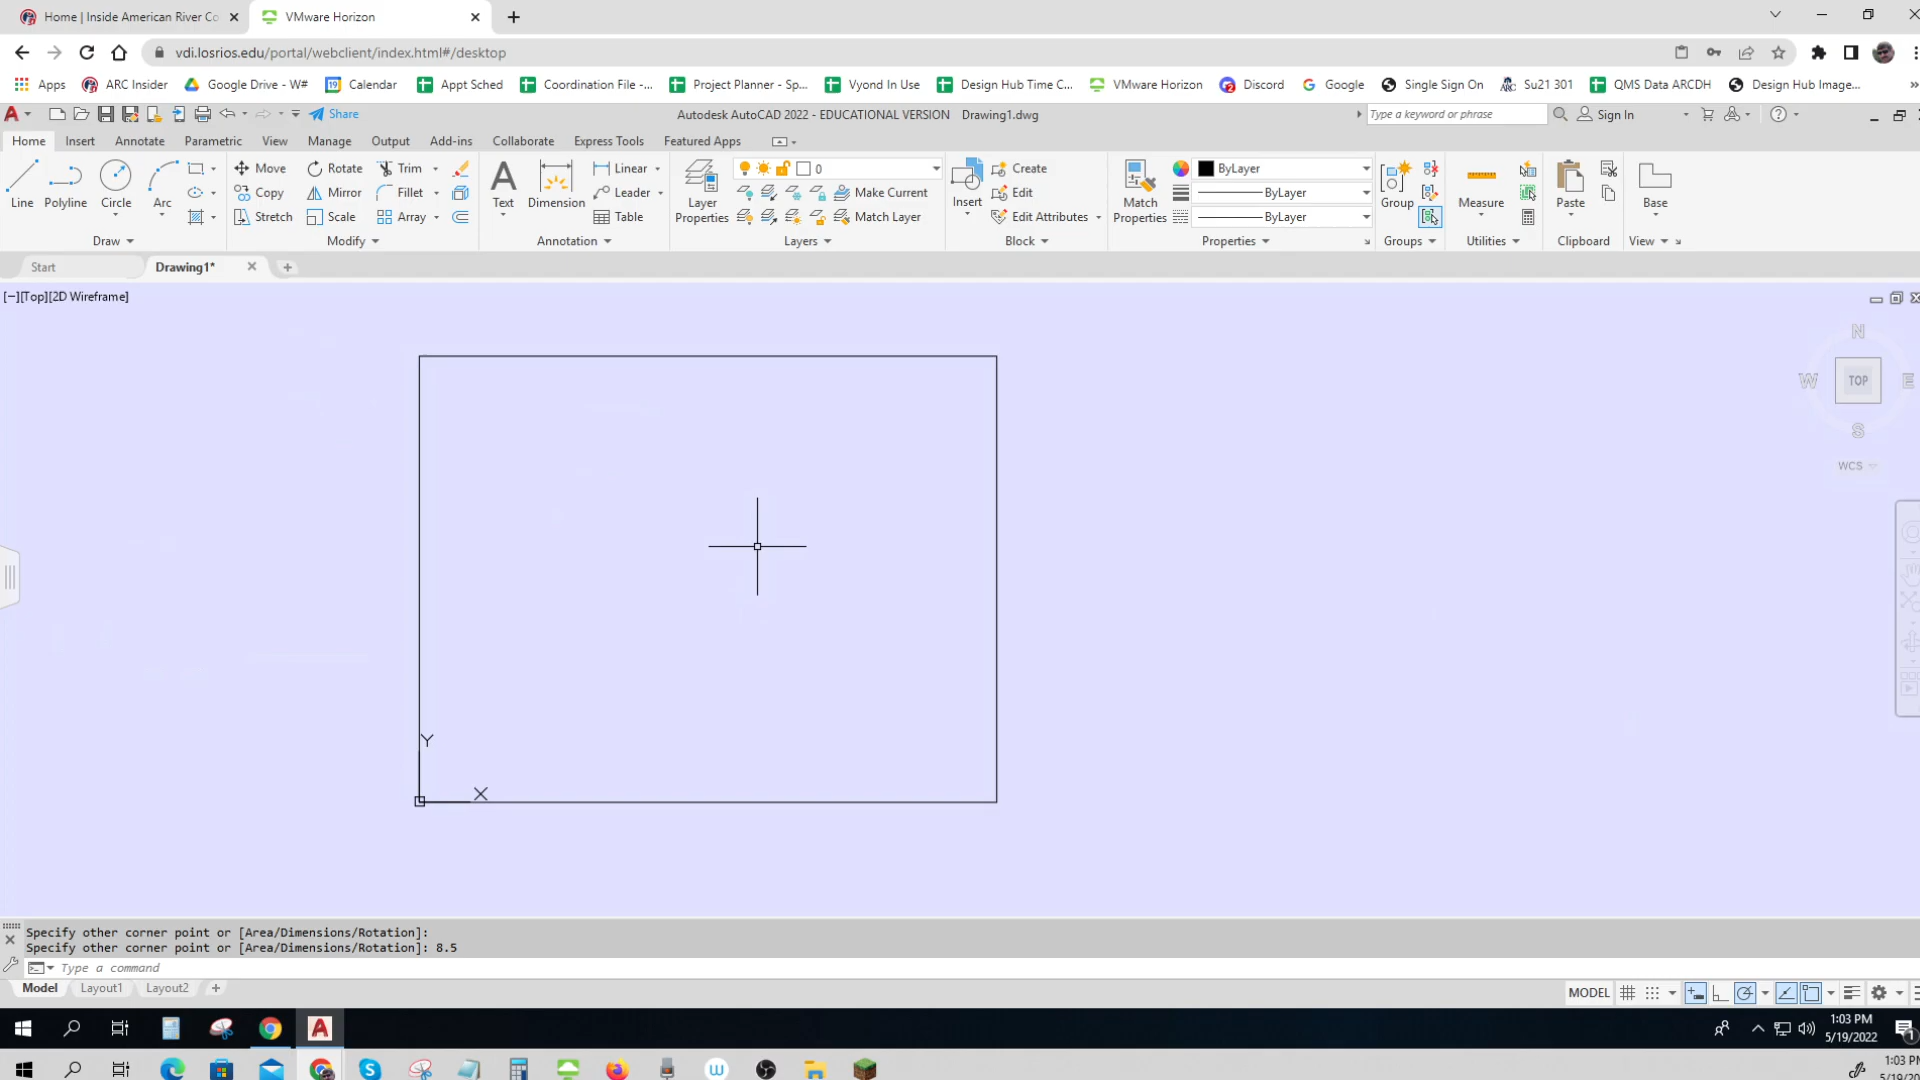 Home | Inside American River Co
VMware Horizon
vdi.losrios.edu/portal/webclient/index.html#/desktop
Apps ARC Insider Google Drive - W# Calendar Appt Sched Coordination File -... Project Planner - Sp... Vyond In Use Design Hub Time C... VMware Horizon Discord Google Single Sign On Su21 301 QMS Data ARCDH Design Hub Image... »
Share Autodesk AutoCAD 2022 - EDUCATIONAL VERSION Drawing1.dwg Type a keyword or phrase Sign In
Home Insert Annotate Parametric View Manage Output Add-ins Collaborate Express Tools Featured Apps
Move Rotate Trim Linear 0 Create ByLayer
Copy Mirror Fillet Leader Make Current Edit ByLayer
Line Polyline Circle Arc Text Dimension Layer Properties Insert Match Properties Group Measure Paste Base
Stretch Scale Array Table Match Layer Edit Attributes ByLayer
Draw Modify Annotation Layers Block Properties Groups Utilities Clipboard View
Start Drawing1*
[−][Top][2D Wireframe]
N
W TOP E
S
WCS
Y
X
Specify other corner point or [Area/Dimensions/Rotation]:
Specify other corner point or [Area/Dimensions/Rotation]: 8.5
Type a command
Model Layout1 Layout2 +
MODEL
1:03 PM
5/19/2022
1
1:03 PM